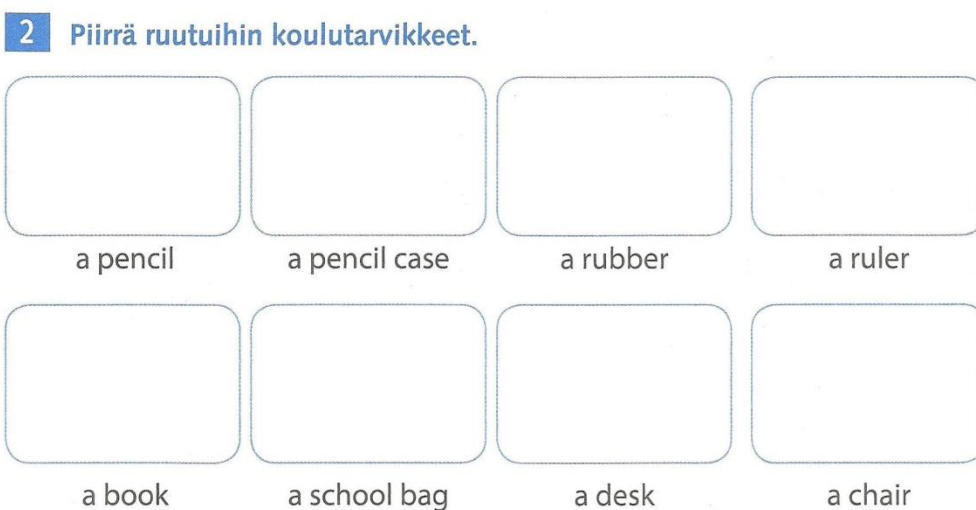 2 Piirrä ruutuihin koulutarvikkeet.
a pencil a pencil case a rubber a ruler
a book a school bag a desk a chair